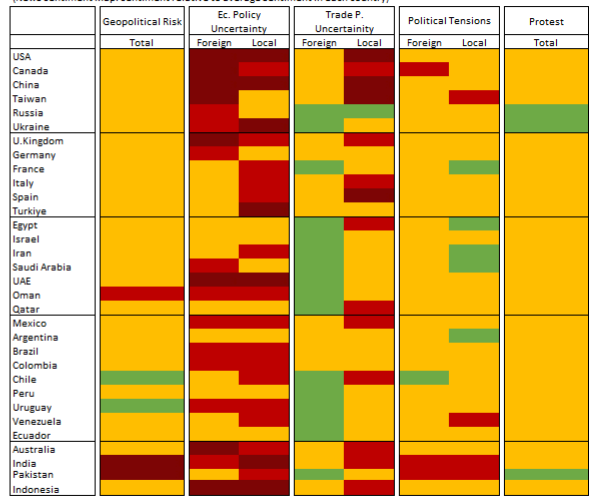 Geopolitical Risk Ec. Policy Uncertainty Trade P. Uncertainity Political Tensions Protest
Total Foreign Local Foreign Local Foreign Local Total
USA
Canada
China
Taiwan
Russia
Ukraine
U.Kingdom
Germany
France
Italy
Spain
Turkiye
Egypt
Israel
Iran
Saudi Arabia
UAE
Oman
Qatar
Mexico
Argentina
Brazil
Colombia
Chile
Peru
Uruguay
Venezuela
Ecuador
Australia
India
Pakistan
Indonesia